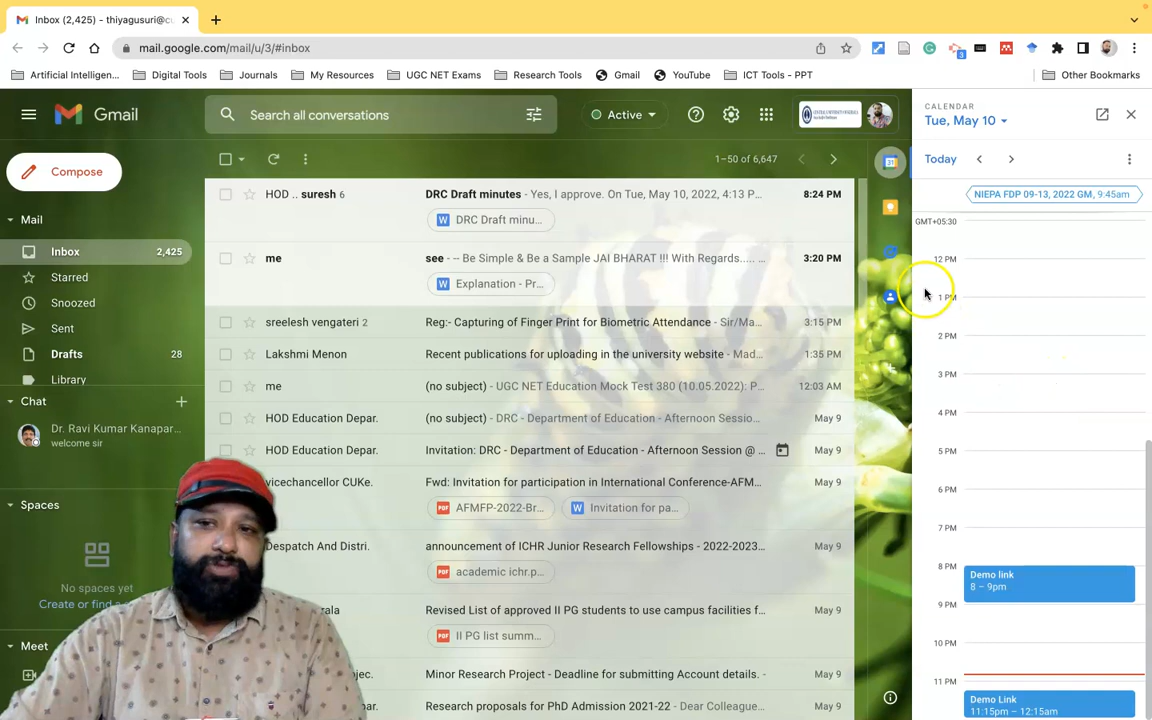 Inbox (2,425) - thiyagusuri@cu
mail.google.com/mail/u/3/#inbox
Artificial Intelligen...
Digital Tools
Journals
My Resources
UGC NET Exams
Research Tools
Gmail
YouTube
ICT Tools - PPT
Other Bookmarks
Gmail
Search all conversations
Active
CALENDAR
Tue, May 10
Compose
1–50 of 6,647
Today
NIEPA FDP 09-13, 2022 GM, 9:45am
GMT+05:30
Mail
Inbox 2,425
Starred
Snoozed
Sent
Drafts 28
Library
Chat
Dr. Ravi Kumar Kanapar...
welcome sir
Spaces
No spaces yet
Create or find a
Meet
HOD .. suresh 6 DRC Draft minutes - Yes, I approve. On Tue, May 10, 2022, 4:13 P... 8:24 PM
DRC Draft minu...
me see - -- Be Simple & Be a Sample JAI BHARAT !!! With Regards..... ... 3:20 PM
Explanation - Pr...
sreelesh vengateri 2 Reg:- Capturing of Finger Print for Biometric Attendance - Sir/Ma... 3:15 PM
Lakshmi Menon Recent publications for uploading in the university website - Mad... 1:35 PM
me (no subject) - UGC NET Education Mock Test 380 (10.05.2022): P... 12:03 AM
HOD Education Depar. (no subject) - DRC - Department of Education - Afternoon Sessio... May 9
HOD Education Depar. Invitation: DRC - Department of Education - Afternoon Session @ ... May 9
vicechancellor CUKe. Fwd: Invitation for participation in International Conference-AFM... May 9
AFMFP-2022-Br...
Invitation for pa...
Despatch And Distri. announcement of ICHR Junior Research Fellowships - 2022-2023... May 9
academic ichr.p...
rala Revised List of approved II PG students to use campus facilities f... May 9
II PG list summ...
jec. Minor Research Project - Deadline for submitting Account details. - May 9
Research proposals for PhD Admission 2021-22 - Dear Colleague... May 9
12 PM
1 PM
2 PM
3 PM
4 PM
5 PM
6 PM
7 PM
8 PM
Demo link
8 – 9pm
9 PM
10 PM
11 PM
Demo Link
11:15pm – 12:15am